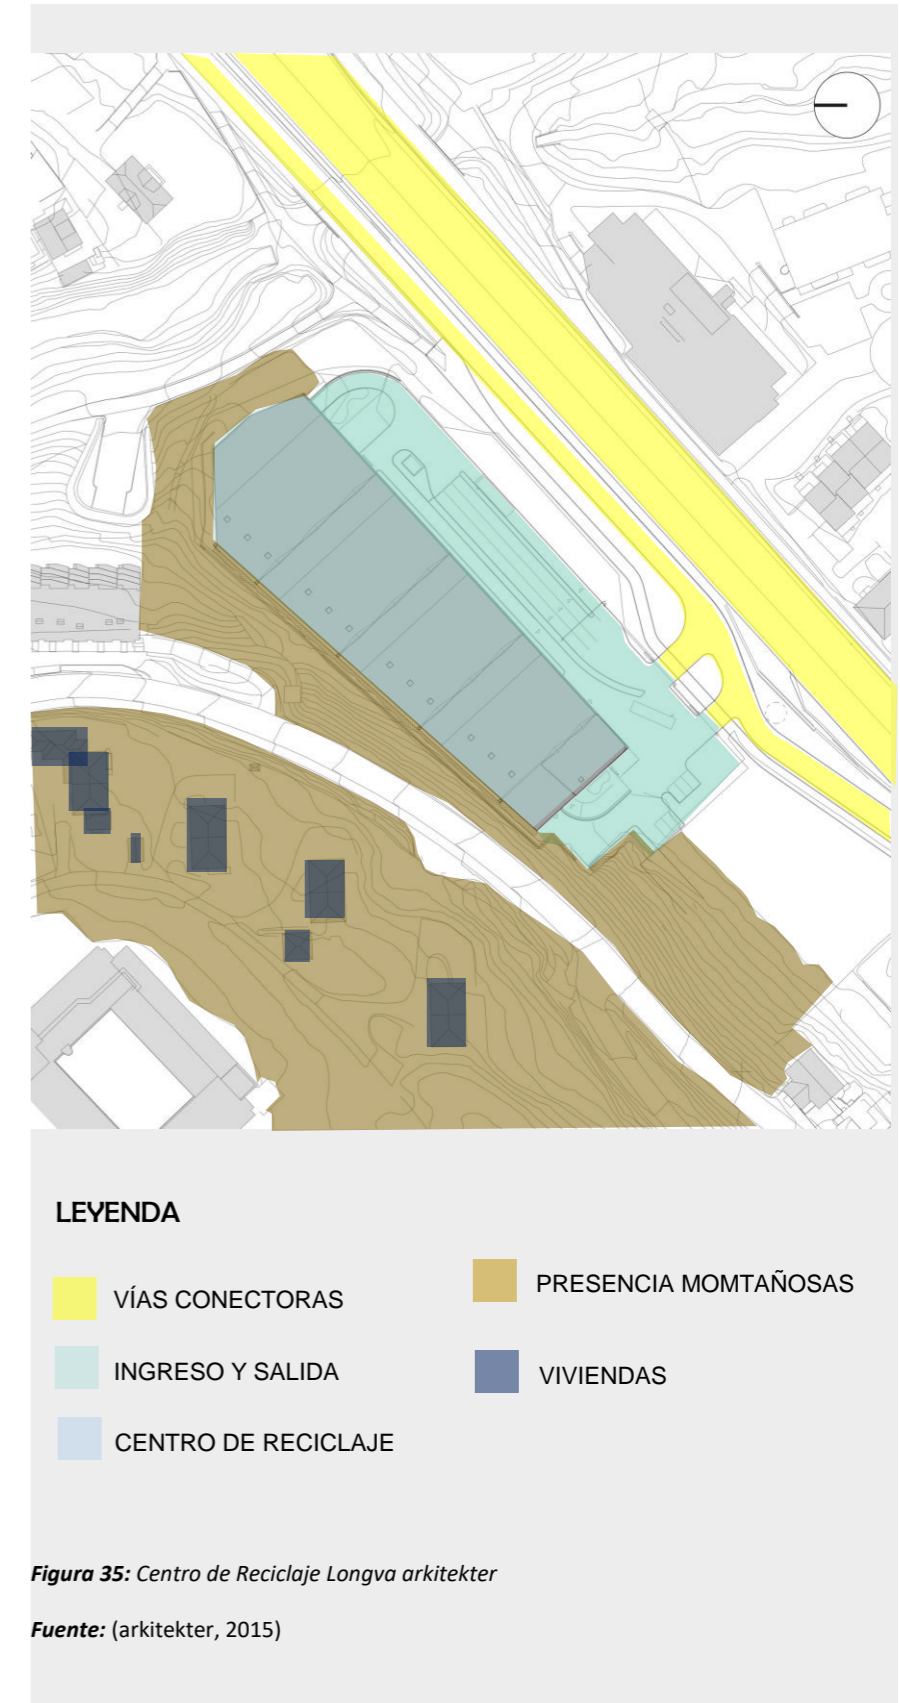 LEYENDA
VÍAS CONECTORAS
INGRESO Y SALIDA
CENTRO DE RECICLAJE
PRESENCIA MOMTAÑOSAS
VIVIENDAS
Figura 35: Centro de Reciclaje Longva arkitekter
Fuente: (arkitekter, 2015)